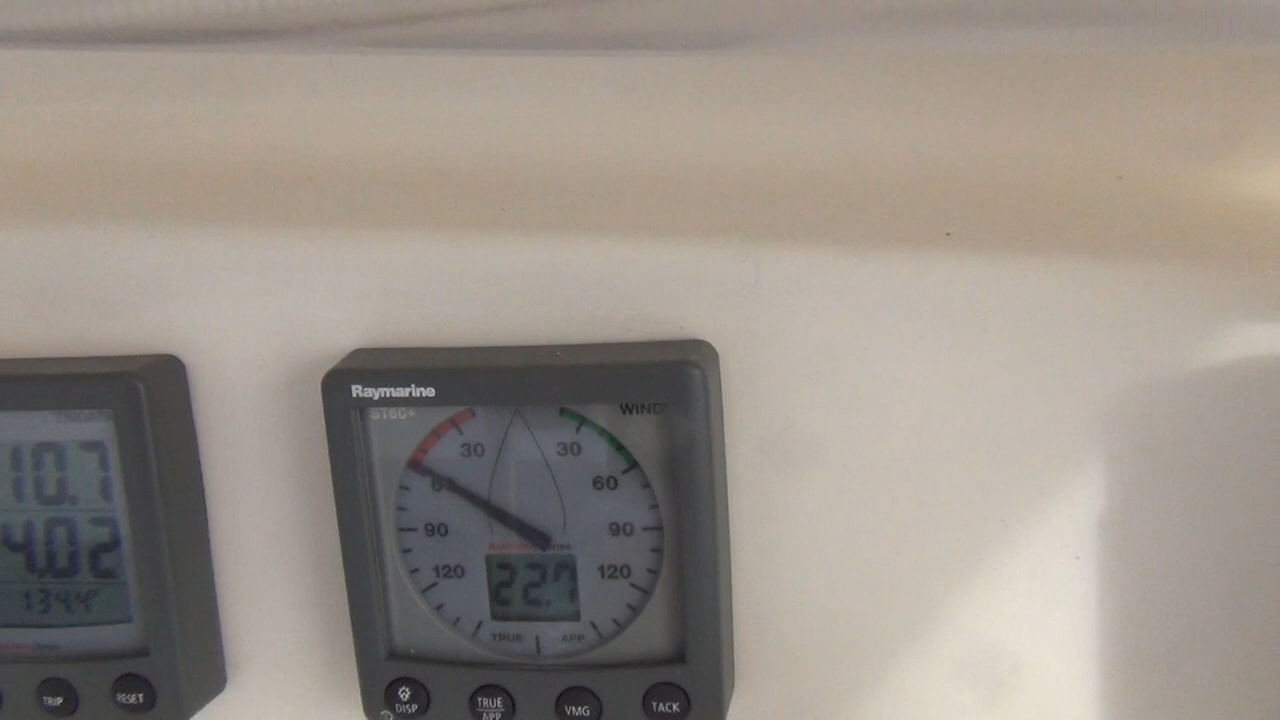 10.7
4.02
134.4
TRIP
RESET
Raymarine
ST60+
WIND
30 30
60 60
90 90
120 120
22.7
TRUE APP
DISP
TRUE
APP
VMG
TACK